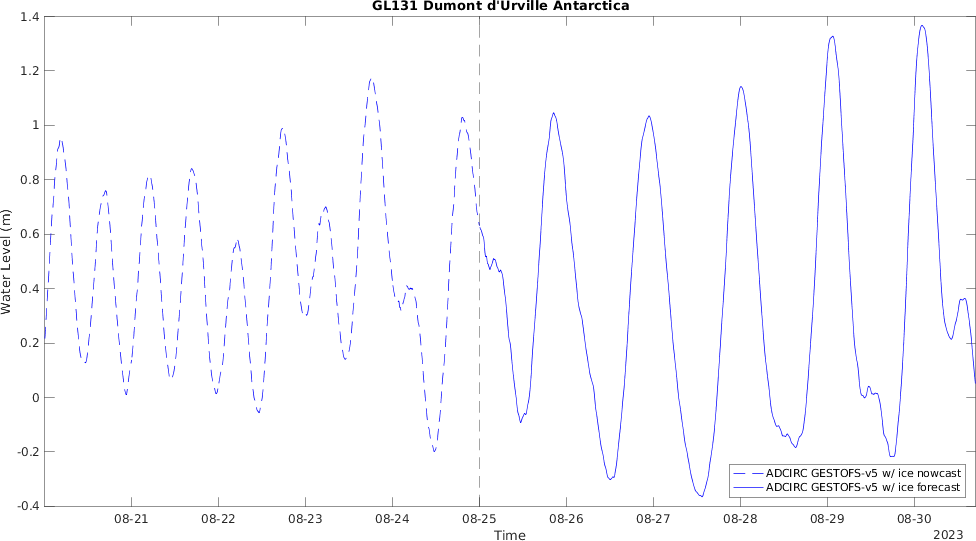 GL131 Dumont d'Urville Antarctica
1.4
1.2
1
0.8
0.6
0.4
0.2
0
-0.2
-0.4
Water Level (m)
08-21 08-22 08-23 08-24 08-25 08-26 08-27 08-28 08-29 08-30
Time
2023
ADCIRC GESTOFS-v5 w/ ice nowcast
ADCIRC GESTOFS-v5 w/ ice forecast